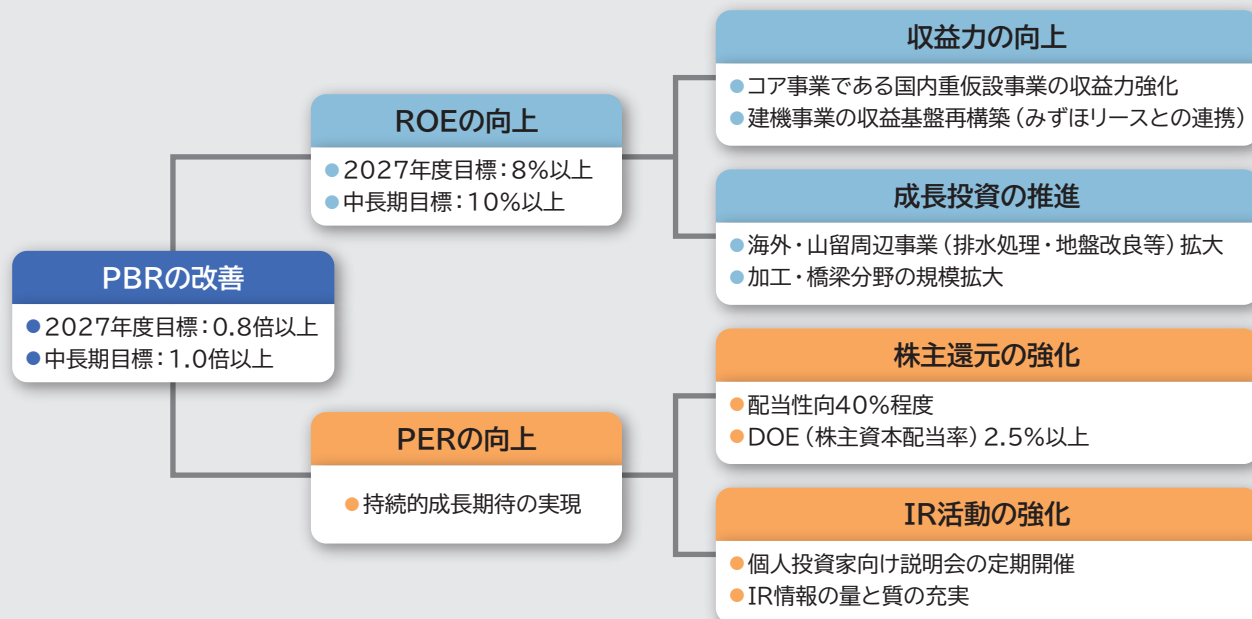 PBRの改善
●2027年度目標:0.8倍以上
●中長期目標:1.0倍以上
ROEの向上
●2027年度目標:8%以上
●中長期目標:10%以上
PERの向上
●持続的成長期待の実現
収益力の向上
●コア事業である国内重仮設事業の収益力強化
●建機事業の収益基盤再構築(みずほリースとの連携)
成長投資の推進
●海外・山留周辺事業(排水処理・地盤改良等)拡大
●加工・橋梁分野の規模拡大
株主還元の強化
●配当性向40%程度
●DOE(株主資本配当率)2.5%以上
IR活動の強化
●個人投資家向け説明会の定期開催
●IR情報の量と質の充実